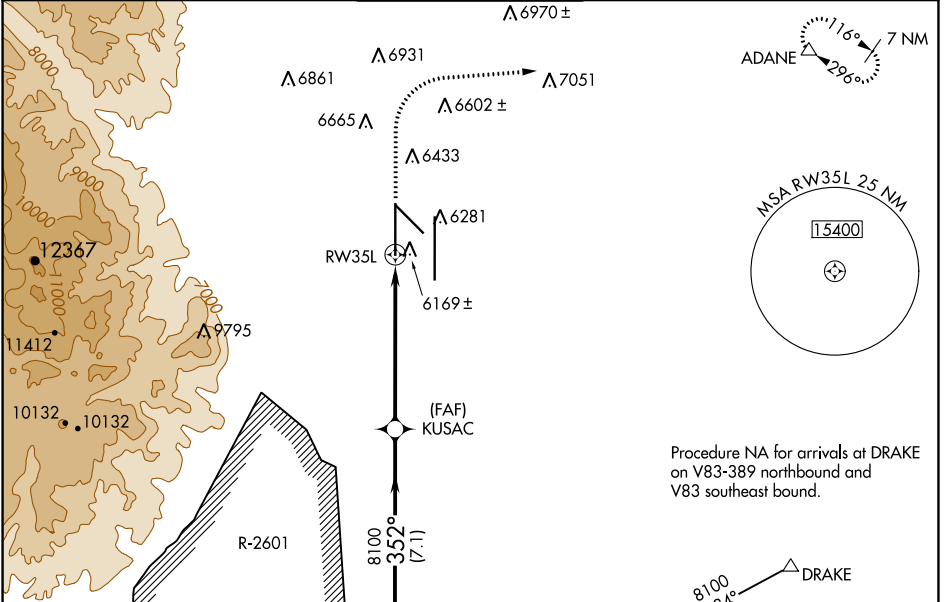 6970 ±
8000
6931
6861
116°
7 NM
ADANE
296°
7051
6602 ±
6665
6433
9000
10000
MSA RW35L 25 NM
15400
6281
12367
RW35L
11000
7000
6169 ±
9795
11412
10132
10132
(FAF)
KUSAC
Procedure NA for arrivals at DRAKE
on V83-389 northbound and
V83 southeast bound.
R-2601
8100
352°
(7.1)
DRAKE
8100